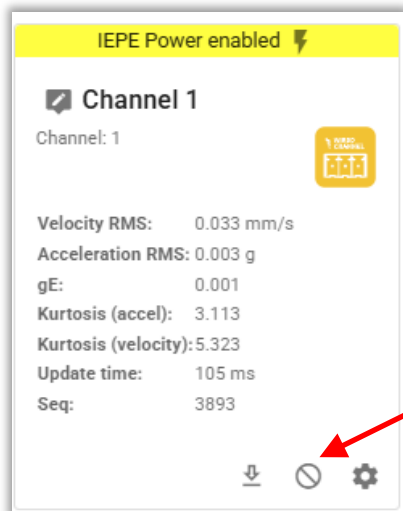 IEPE Power enabled
Channel 1
Channel: 1
Velocity RMS: 0.033 mm/s
Acceleration RMS: 0.003 g
gE: 0.001
Kurtosis (accel): 3.113
Kurtosis (velocity): 5.323
Update time: 105 ms
Seq: 3893